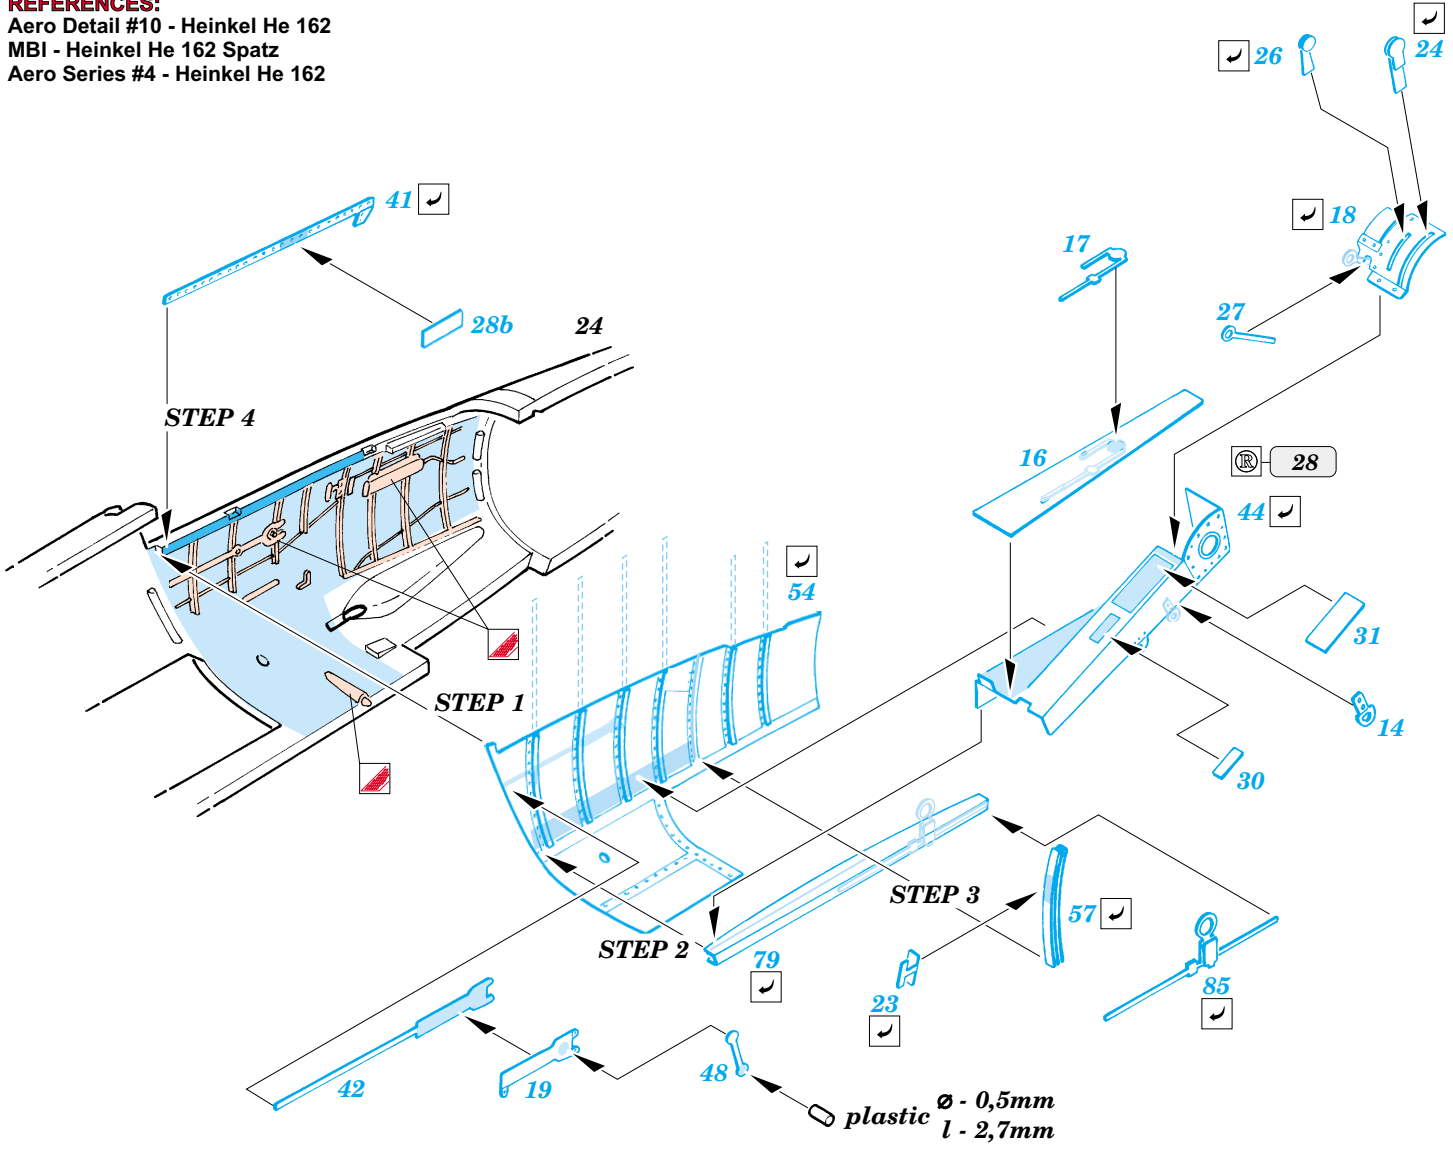 REFERENCES:
Aero Detail #10 - Heinkel He 162
MBI - Heinkel He 162 Spatz
Aero Series #4 - Heinkel He 162
26
24
41
18
17
28b
24
27
STEP 4
16
® 28
44
54
31
STEP 1
14
30
STEP 3
57
STEP 2
79
23
85
42
19
48
plastic ø - 0,5mm
l - 2,7mm